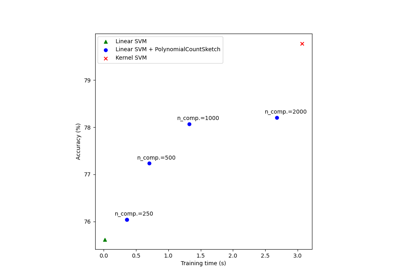 Linear SVM
Linear SVM + PolynomialCountSketch
Kernel SVM
79
n_comp.=2000
n_comp.=1000
78
Accuracy (%)
n_comp.=500
77
n_comp.=250
76
0.0 0.5 1.0 1.5 2.0 2.5 3.0
Training time (s)